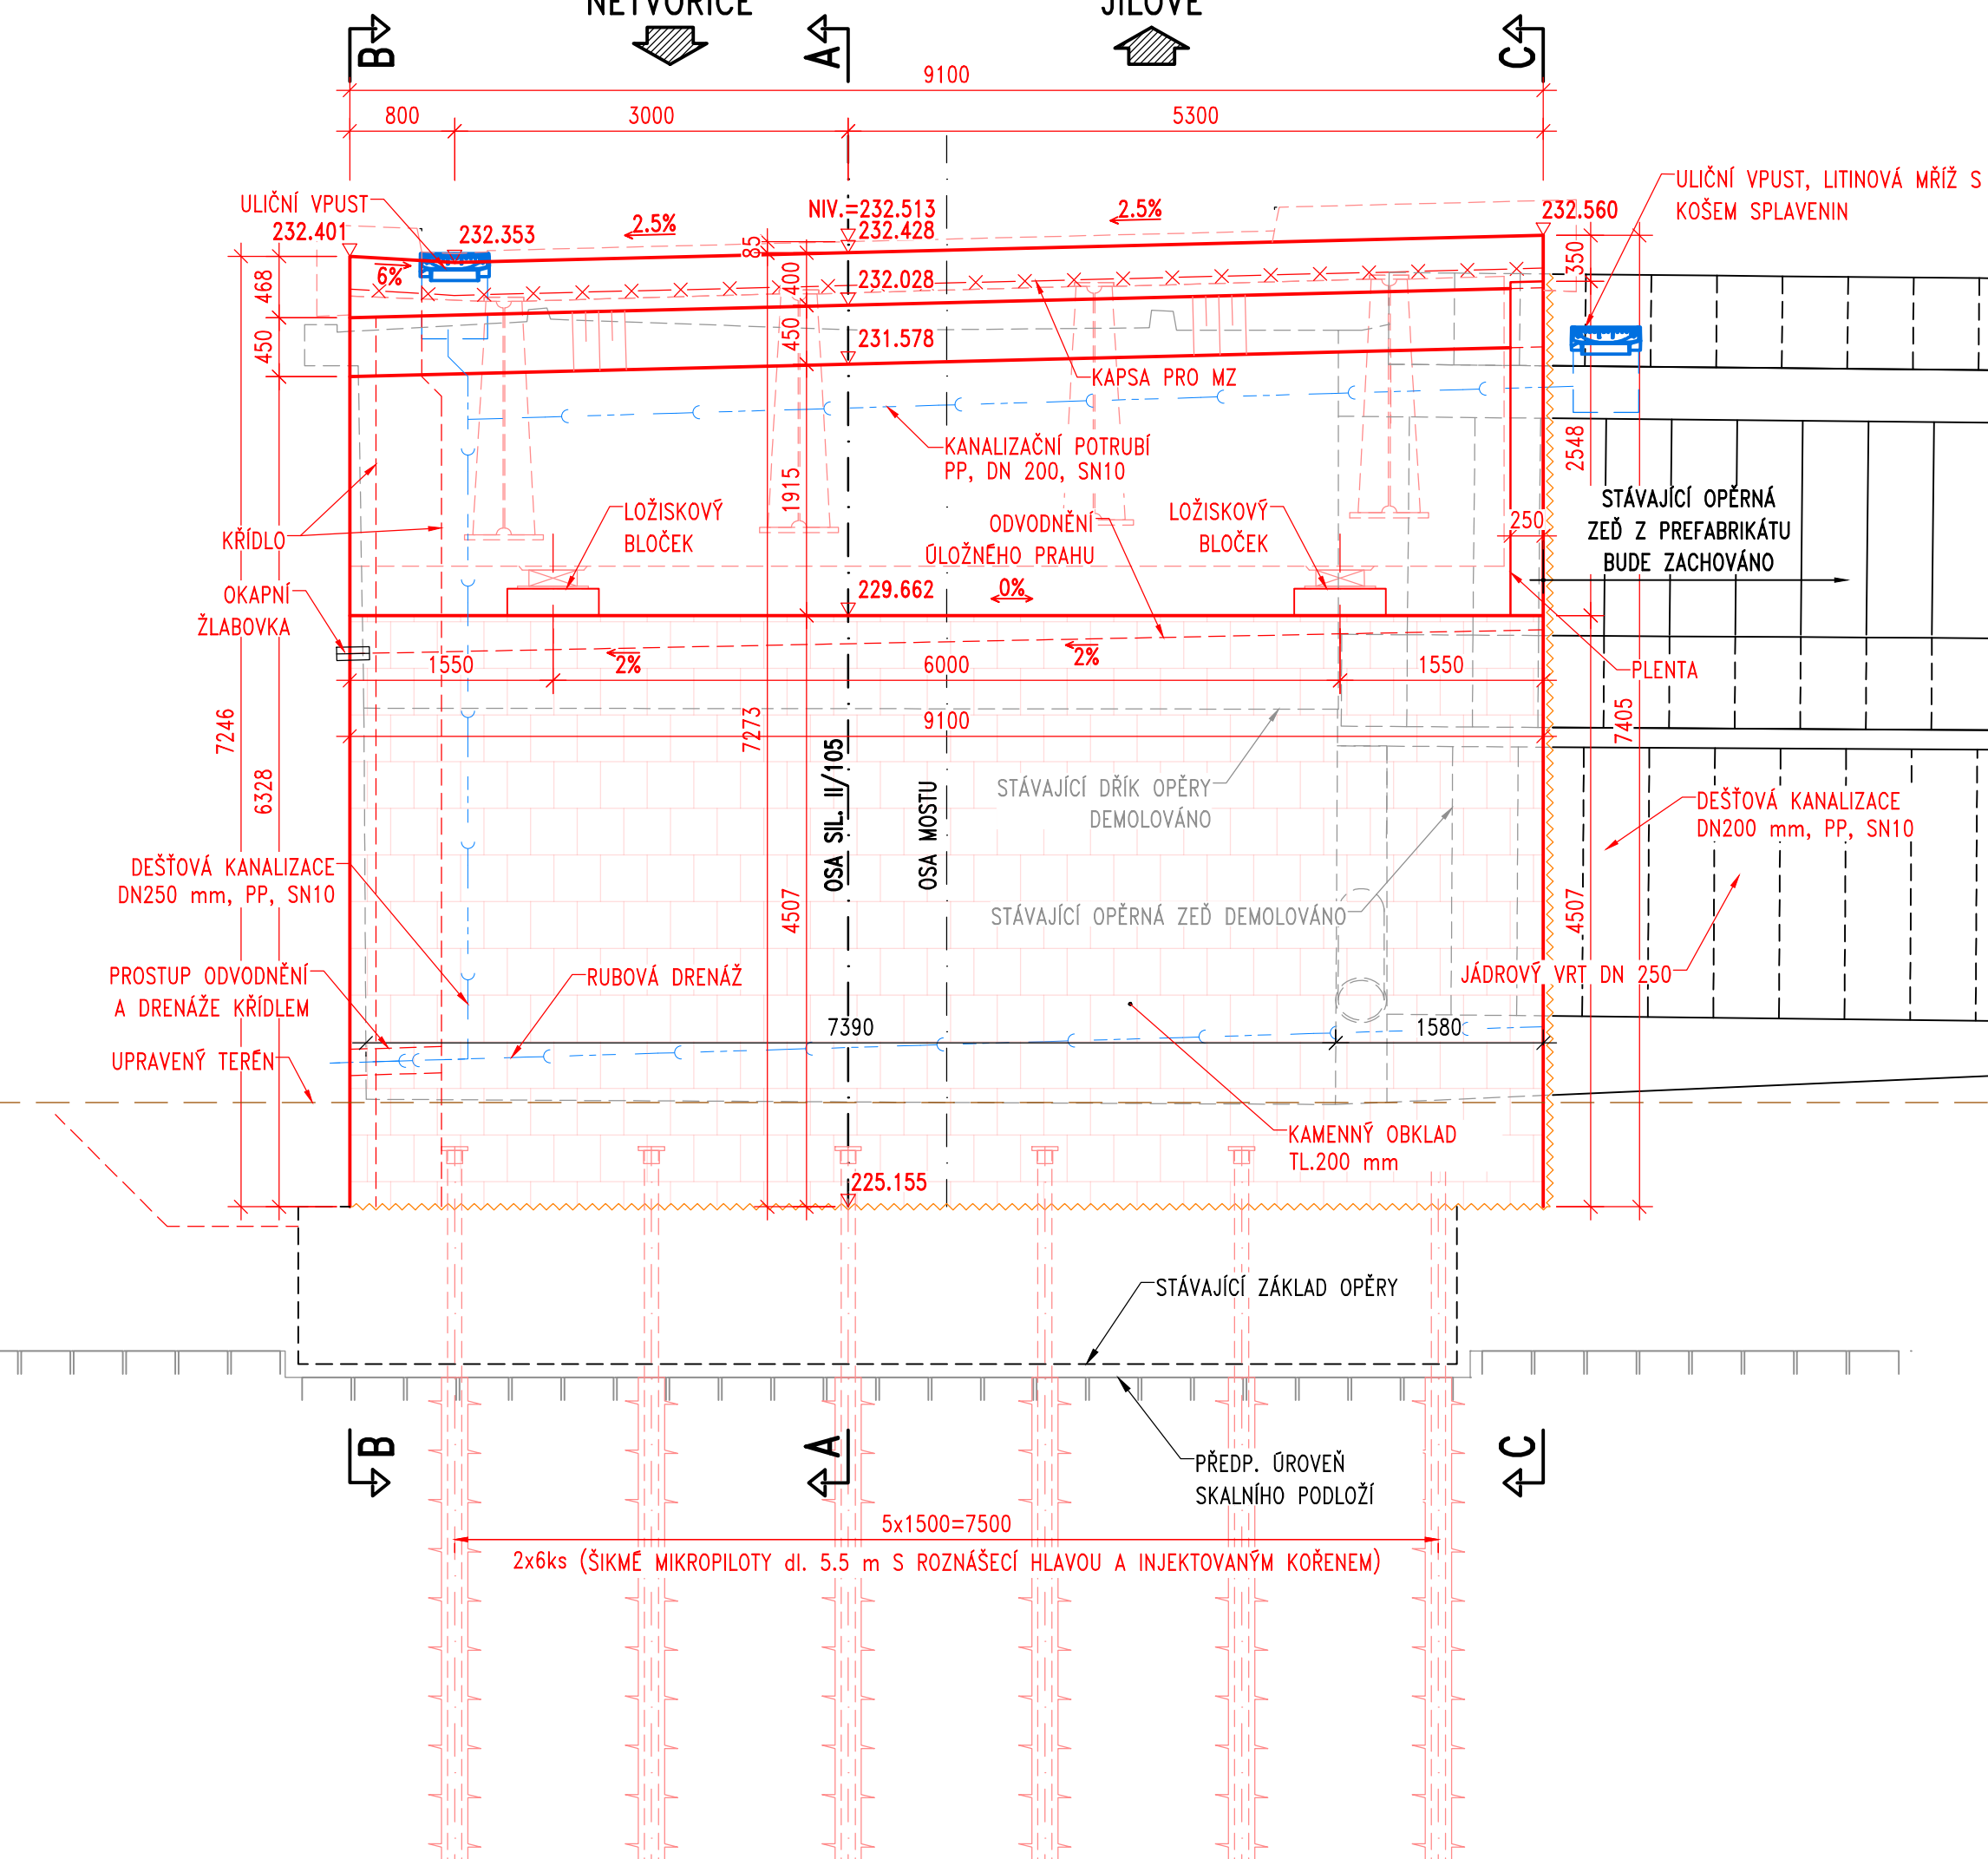 NETVOŘICE
JÍLOVÉ
B
A
C
9100
800
3000
5300
ULIČNÍ VPUST
232.401
232.353
2.5%
NIV.=232.513
232.428
2.5%
232.560
ULIČNÍ VPUST, LITINOVÁ MŘÍŽ S
KOŠEM SPLAVENIN
6%
85
400
232.028
350
468
450
450
231.578
KAPSA PRO MZ
KANALIZAČNÍ POTRUBÍ
PP, DN 200, SN10
1915
2548
STÁVAJÍCÍ OPĚRNÁ
ZEĎ Z PREFABRIKÁTU
BUDE ZACHOVÁNO
LOŽISKOVÝ
BLOČEK
ODVODNĚNÍ
ÚLOŽNÉHO PRAHU
LOŽISKOVÝ
BLOČEK
250
KŘÍDLO
OKAPNÍ
ŽLABOVKA
229.662
0%
1550
2%
6000
2%
1550
PLENTA
9100
7246
6328
7273
7405
OSA SIL. II/105
OSA MOSTU
STÁVAJÍCÍ DŘÍK OPĚRY
DEMOLOVÁNO
DEŠŤOVÁ KANALIZACE
DN200 mm, PP, SN10
DEŠŤOVÁ KANALIZACE
DN250 mm, PP, SN10
4507
STÁVAJÍCÍ OPĚRNÁ ZEĎ DEMOLOVÁNO
4507
PROSTUP ODVODNĚNÍ
A DRENÁŽE KŘÍDLEM
RUBOVÁ DRENÁŽ
JÁDROVÝ VRT DN 250
7390
1580
UPRAVENÝ TERÉN
KAMENNÝ OBKLAD
TL.200 mm
225.155
STÁVAJÍCÍ ZÁKLAD OPĚRY
B
A
C
PŘEDP. ÚROVEŇ
SKALNÍHO PODLOŽÍ
5x1500=7500
2x6ks (ŠIKMÉ MIKROPILOTY dl. 5.5 m S ROZNÁŠECÍ HLAVOU A INJEKTOVANÝM KOŘENEM)